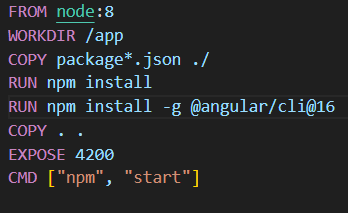 FROM node:8
WORKDIR /app
COPY package*.json ./
RUN npm install
RUN npm install -g @angular/cli@16
COPY . .
EXPOSE 4200
CMD ["npm", "start"]